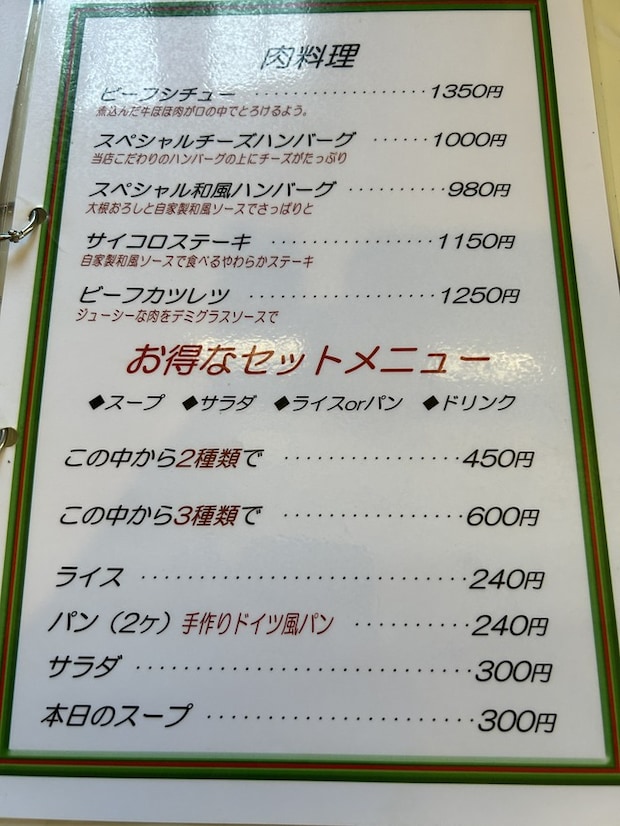 肉料理
ビーフシチュー ···················1350円
煮込んだ牛ほほ肉が口の中でとろけるよう。
スペシャルチーズハンバーグ ······1000円
当店こだわりのハンバーグの上にチーズがたっぷり
スペシャル和風ハンバーグ ··········980円
大根おろしと自家製和風ソースでさっぱりと
サイコロステーキ ················1150円
自家製和風ソースで食べるやわらかステーキ
ビーフカツレツ ··················1250円
ジューシーな肉をデミグラスソースで
お得なセットメニュー
◆スープ ◆サラダ ◆ライスorパン ◆ドリンク
この中から2種類で ·················450円
この中から3種類で ·················600円
ライス ······························240円
パン（2ケ）手作りドイツ風パン ··········240円
サラダ ······························300円
本日のスープ ························300円